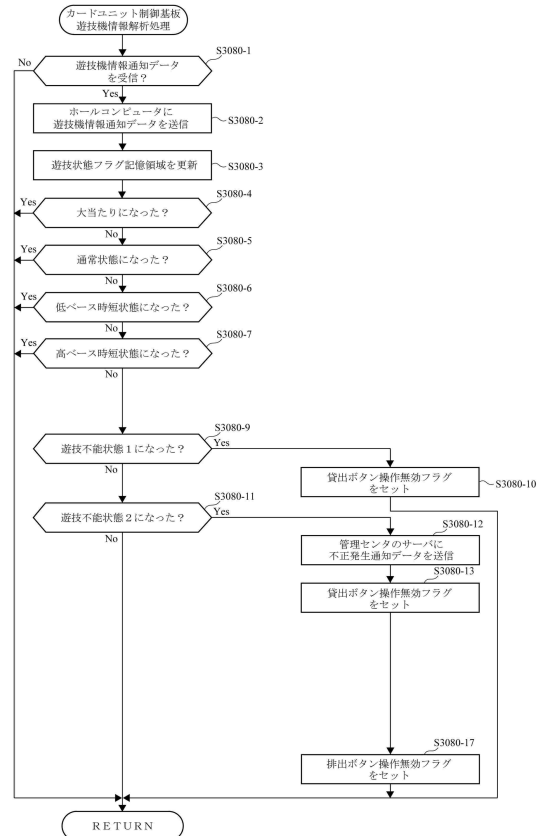 カードユニット制御基板
遊技機情報解析処理
S3080-1
No
遊技機情報通知データ
を受信？
Yes
ホールコンピュータに
遊技機情報通知データを送信
S3080-2
遊技状態フラグ記憶領域を更新
S3080-3
S3080-4
Yes
大当たりになった？
No
S3080-5
Yes
通常状態になった？
No
S3080-6
Yes
低ベース時短状態になった？
No
S3080-7
Yes
高ベース時短状態になった？
No
S3080-9
遊技不能状態１になった？
Yes
No
貸出ボタン操作無効フラグ
をセット
S3080-10
S3080-11
遊技不能状態２になった？
Yes
No
S3080-12
管理センタのサーバに
不正発生通知データを送信
S3080-13
貸出ボタン操作無効フラグ
をセット
S3080-17
排出ボタン操作無効フラグ
をセット
ＲＥＴＵＲＮ